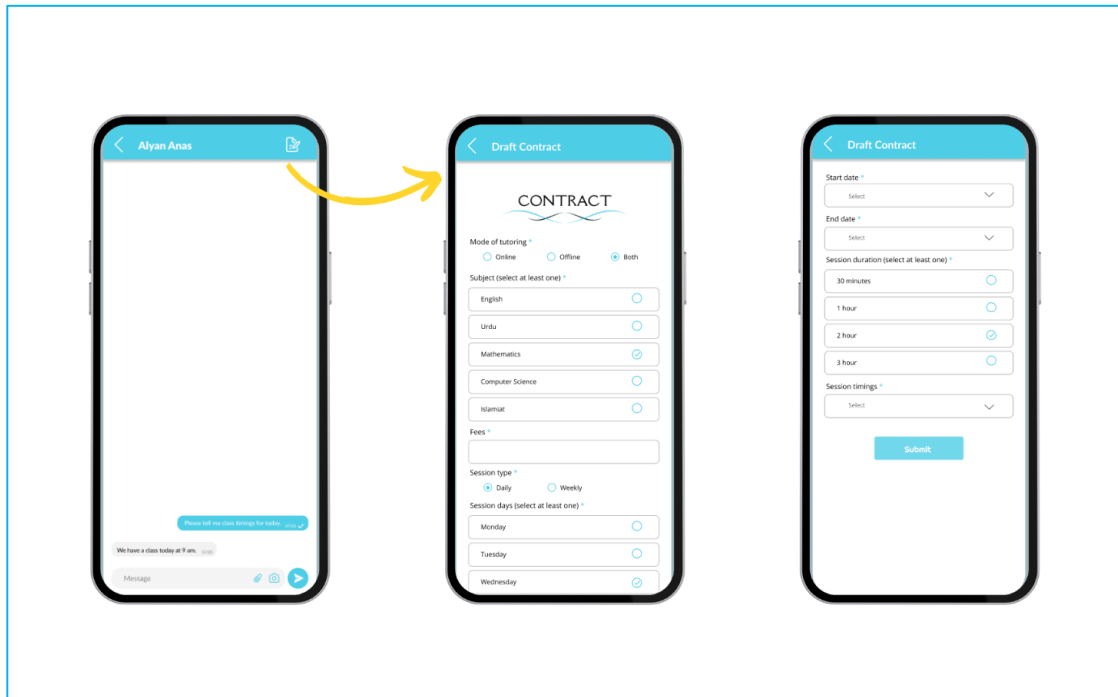 Alyan Anas
Please tell me class timings for today.
We have a class today at 9 am.
Message
Draft Contract
CONTRACT
Mode of tutoring *
Online Offline Both
Subject (select at least one) *
English
Urdu
Mathematics
Computer Science
Islamiat
Fees *
Session type *
Daily Weekly
Session days (select at least one) *
Monday
Tuesday
Wednesday
Draft Contract
Start date *
Select
End date *
Select
Session duration (select at least one) *
30 minutes
1 hour
2 hour
3 hour
Session timings *
Select
Submit